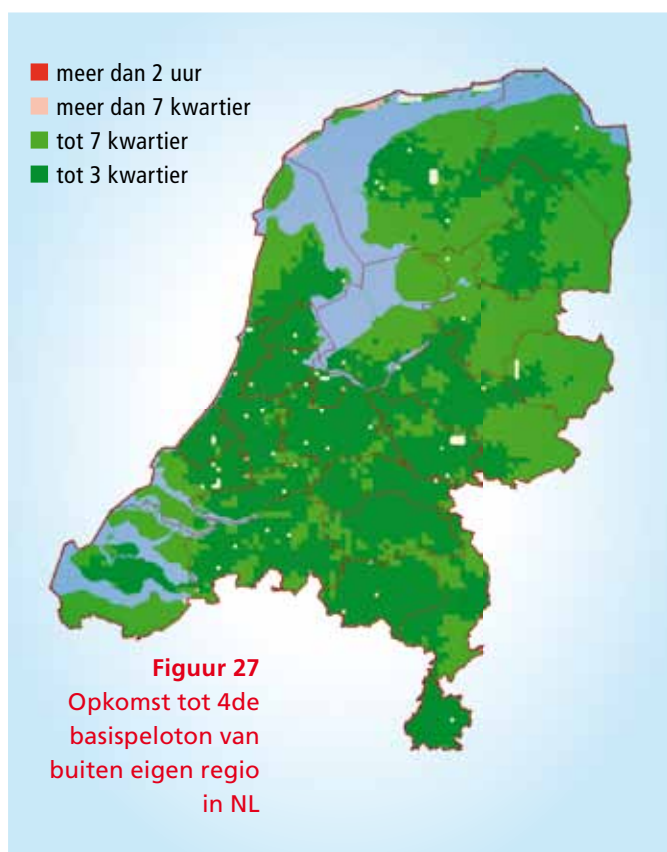 meer dan 2 uur
meer dan 7 kwartier
tot 7 kwartier
tot 3 kwartier
Figuur 27
Opkomst tot 4de
basispeloton van
buiten eigen regio
in NL